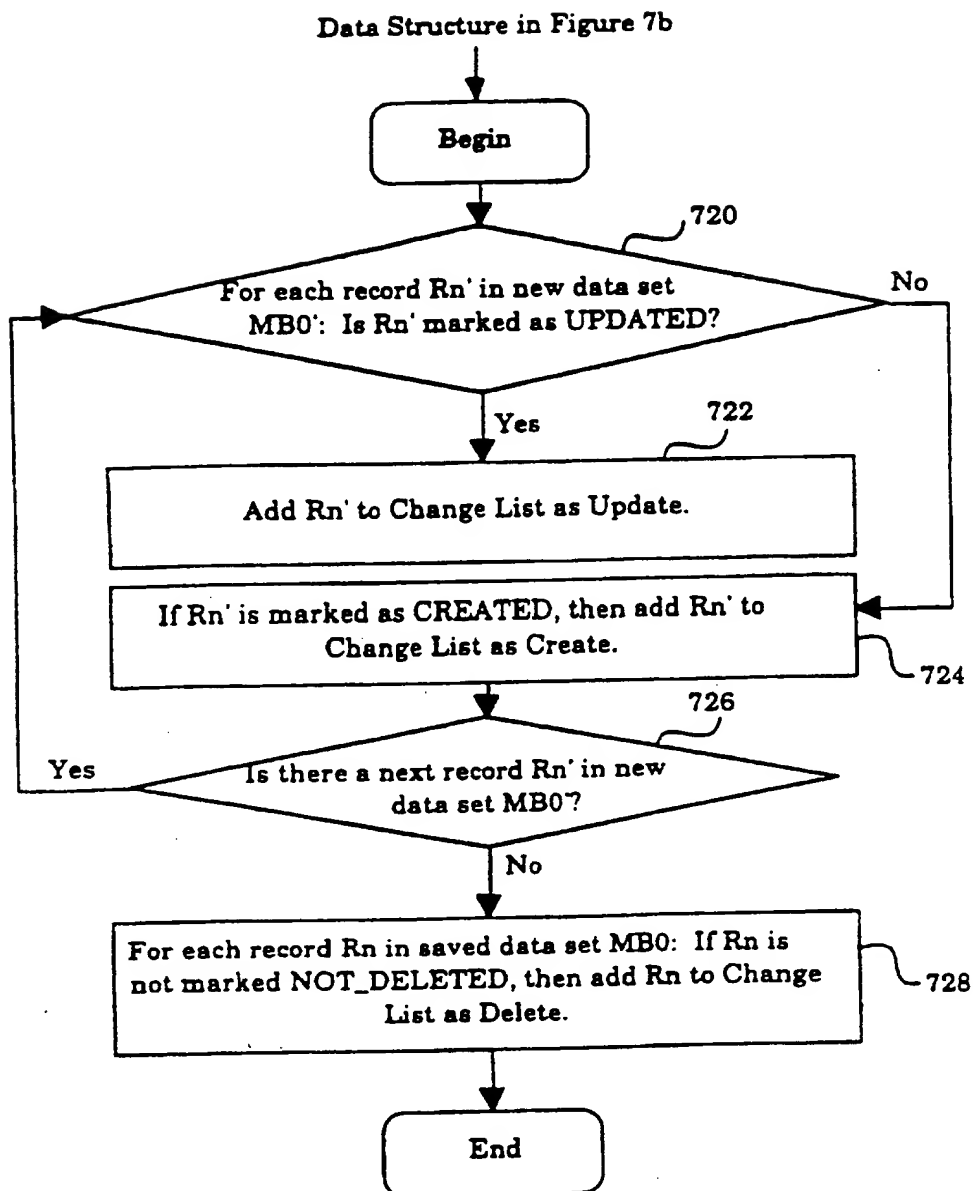 Data Structure in Figure 7b
Begin
720
For each record Rn' in new data set
MB0': Is Rn' marked as UPDATED?
No
Yes
722
Add Rn' to Change List as Update.
If Rn' is marked as CREATED, then add Rn' to
Change List as Create.
724
726
Yes
Is there a next record Rn' in new
data set MB0'?
No
For each record Rn in saved data set MB0: If Rn is
not marked NOT_DELETED, then add Rn to Change
List as Delete.
728
End